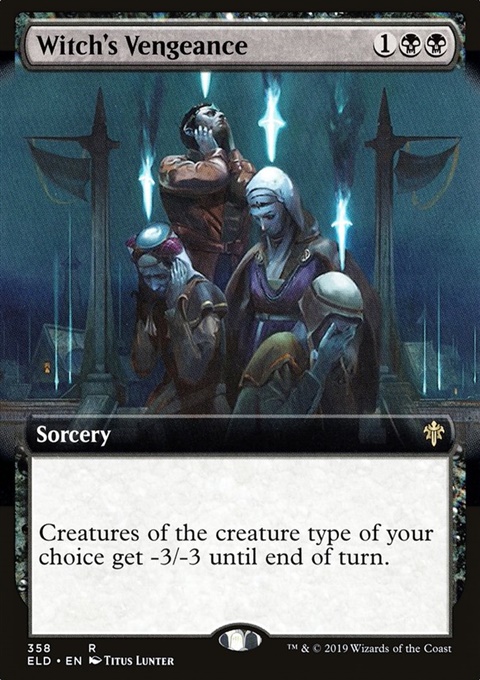 Witch's Vengeance 1
Sorcery
Creatures of the creature type of your
choice get -3/-3 until end of turn.
358 R
ELD • EN Titus Lunter
™ & © 2019 Wizards of the Coast